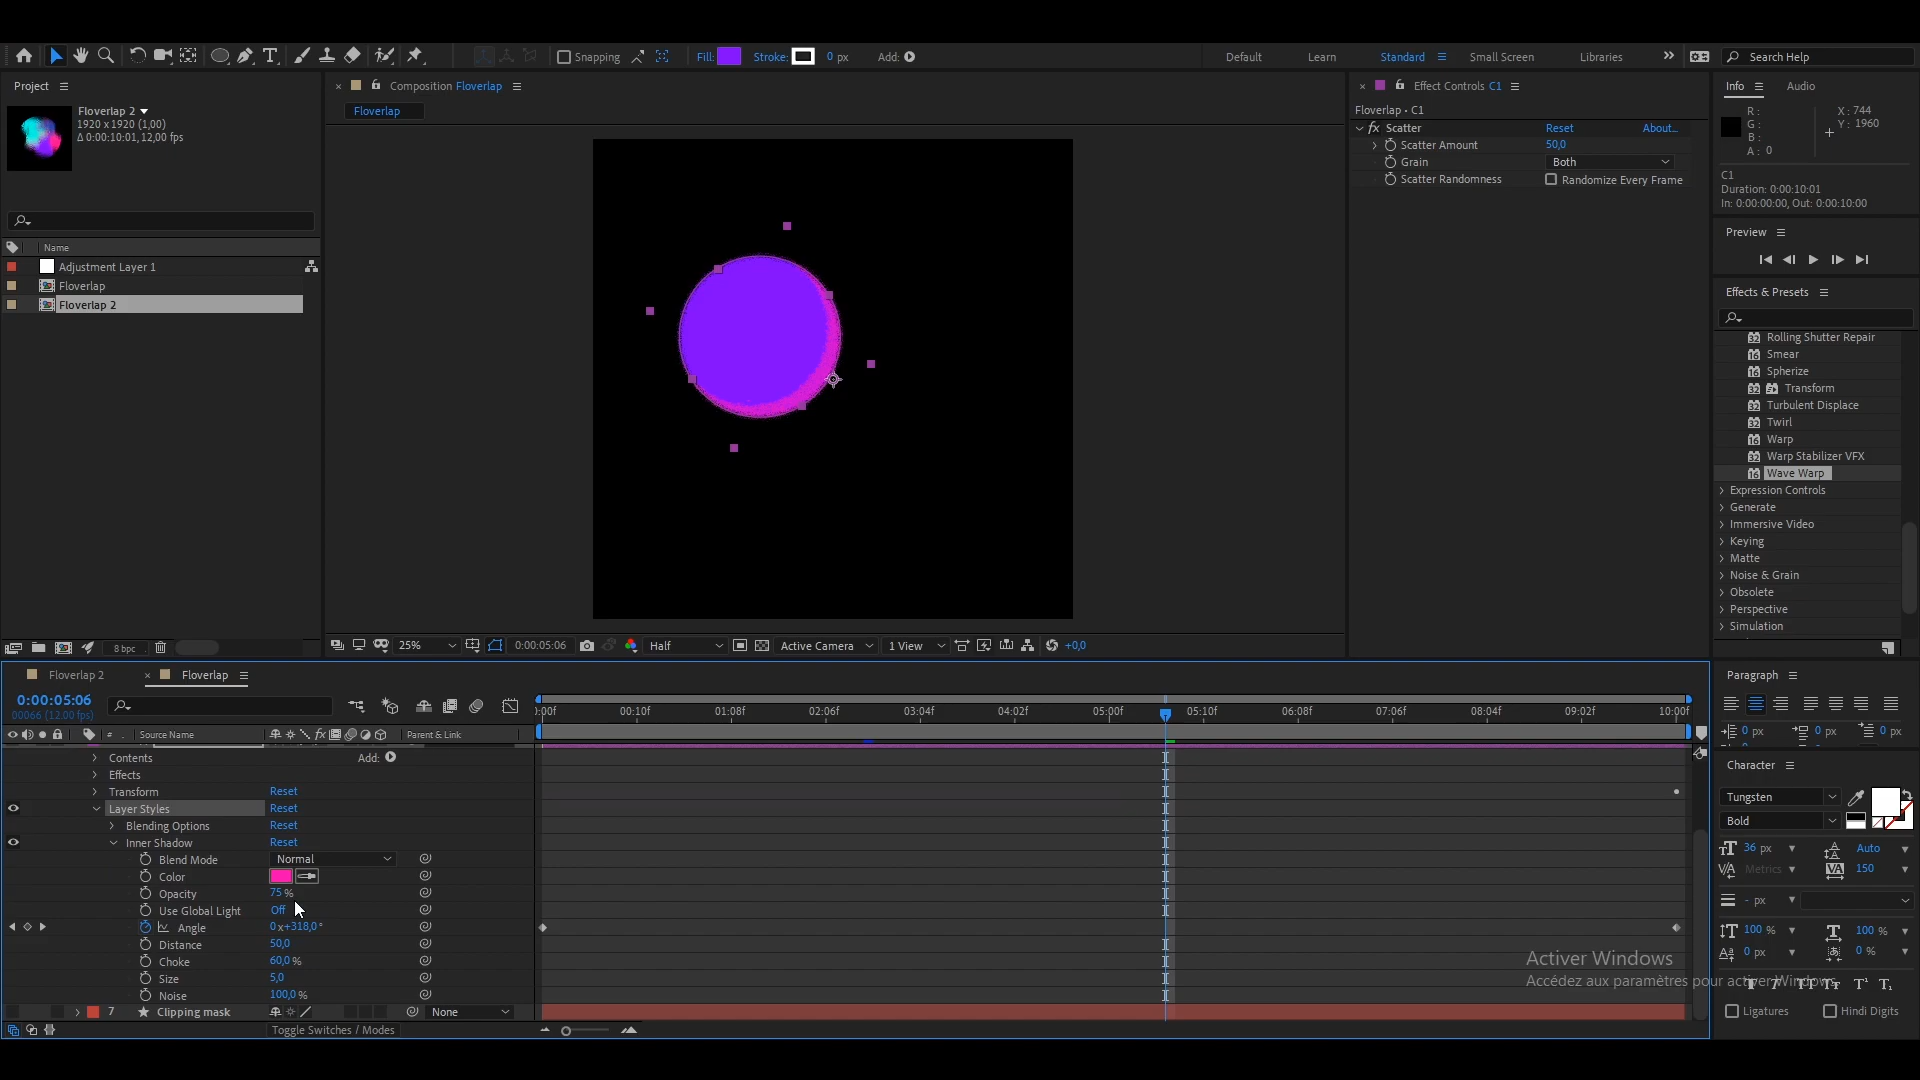 Snapping
Fill:
Stroke:
0 px
Add:
Default
Learn
Standard
Small Screen
Libraries
Search Help
Project
Composition Floverlap
Floverlap
Effect Controls C1
Floverlap • C1
Scatter
Reset
About...
Scatter Amount
50,0
Grain
Both
Scatter Randomness
Randomize Every Frame
Info
Audio
R :
G :
B :
A : 0
X : 744
Y : 1960
C1
Duration: 0:00:10:01
In: 0:00:00:00, Out: 0:00:10:00
Preview
Effects & Presets
Rolling Shutter Repair
Smear
Spherize
Transform
Turbulent Displace
Twirl
Warp
Warp Stabilizer VFX
Wave Warp
Expression Controls
Generate
Immersive Video
Keying
Matte
Noise & Grain
Obsolete
Perspective
Simulation
Floverlap 2
1920 x 1920 (1,00)
Δ 0:00:10:01, 12,00 fps
Name
Adjustment Layer 1
Floverlap
Floverlap 2
8 bpc
25%
0:00:05:06
Half
Active Camera
1 View
+0,0
Floverlap 2
Floverlap
0:00:05:06
00066 (12.00 fps)
:00f
00:10f
01:08f
02:06f
03:04f
04:02f
05:00f
05:10f
06:08f
07:06f
08:04f
09:02f
10:00f
#
Source Name
Parent & Link
Contents
Add:
Effects
Transform
Reset
Layer Styles
Reset
Blending Options
Reset
Inner Shadow
Reset
Blend Mode
Normal
Color
Opacity
75 %
Use Global Light
Off
Angle
0x+318,0°
Distance
50,0
Choke
60,0 %
Size
5,0
Noise
100,0 %
7
Clipping mask
None
Toggle Switches / Modes
Paragraph
0 px
0 px
0 px
Character
Tungsten
Bold
36 px
Auto
Metrics
150
- px
100 %
100 %
0 px
0 %
Ligatures
Hindi Digits
Activer Windows
Accédez aux paramètres pour activer Windows.